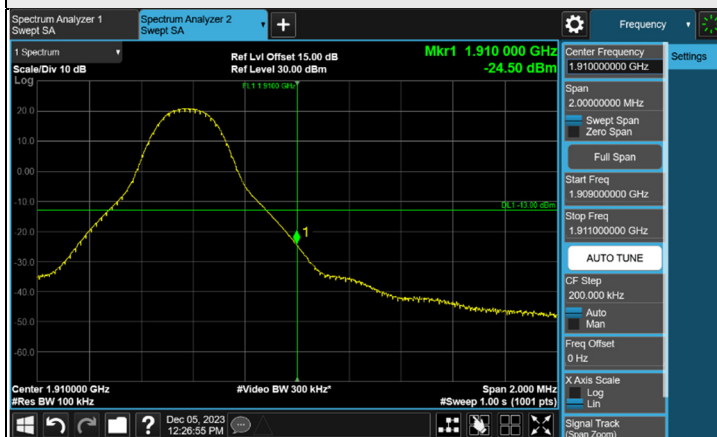 Spectrum Analyzer 1
Swept SA
Spectrum Analyzer 2
Swept SA
Frequency
1 Spectrum
Scale/Div 10 dB
Log
Ref Lvl Offset 15.00 dB
Ref Level 30.00 dBm
Mkr1 1.910 000 GHz
-24.50 dBm
FL1 1.9100 GHz
20.0
10.0
0.00
-10.0
-20.0
-30.0
-40.0
-50.0
-60.0
DL1 -13.00 dBm
1
Center 1.910000 GHz
#Res BW 100 kHz
#Video BW 300 kHz*
Span 2.000 MHz
#Sweep 1.00 s (1001 pts)
Dec 05, 2023
12:26:55 PM
Center Frequency
1.910000000 GHz
Settings
Span
2.00000000 MHz
Swept Span
Zero Span
Full Span
Start Freq
1.909000000 GHz
Stop Freq
1.911000000 GHz
AUTO TUNE
CF Step
200.000 kHz
Auto
Man
Freq Offset
0 Hz
X Axis Scale
Log
Lin
Signal Track
(Span Zoom)